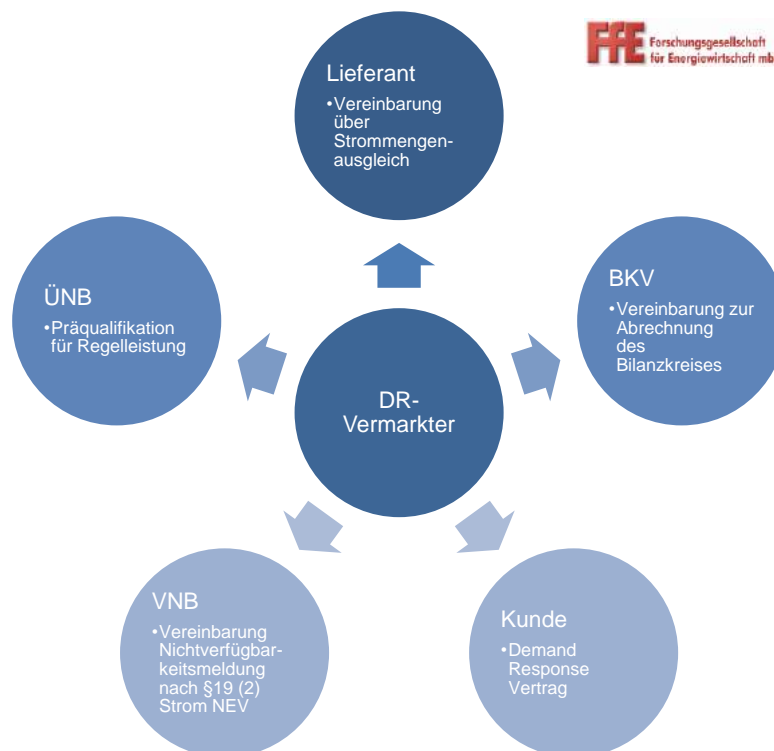 FfE Forschungsgesellschaft
für Energiewirtschaft mb
Lieferant
•Vereinbarung
über
Strommengen-
ausgleich
ÜNB
•Präqualifikation
für Regelleistung
BKV
•Vereinbarung zur
Abrechnung
des
Bilanzkreises
DR-
Vermarkter
VNB
•Vereinbarung
Nichtverfügbar-
keitsmeldung
nach §19 (2)
Strom NEV
Kunde
•Demand
Response
Vertrag